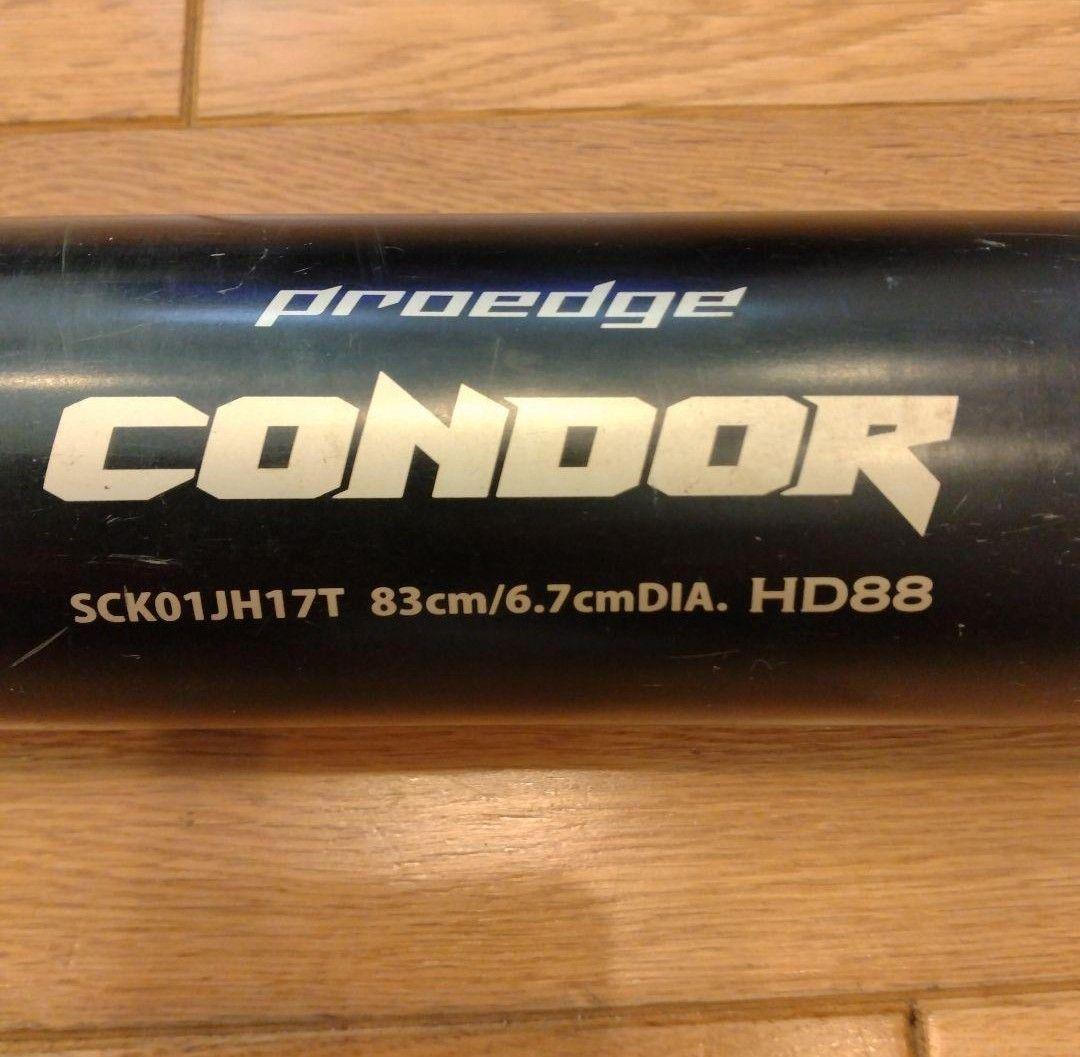 proedge
CONDOR
SCK01JH17T 83cm/6.7cmDIA. HD88